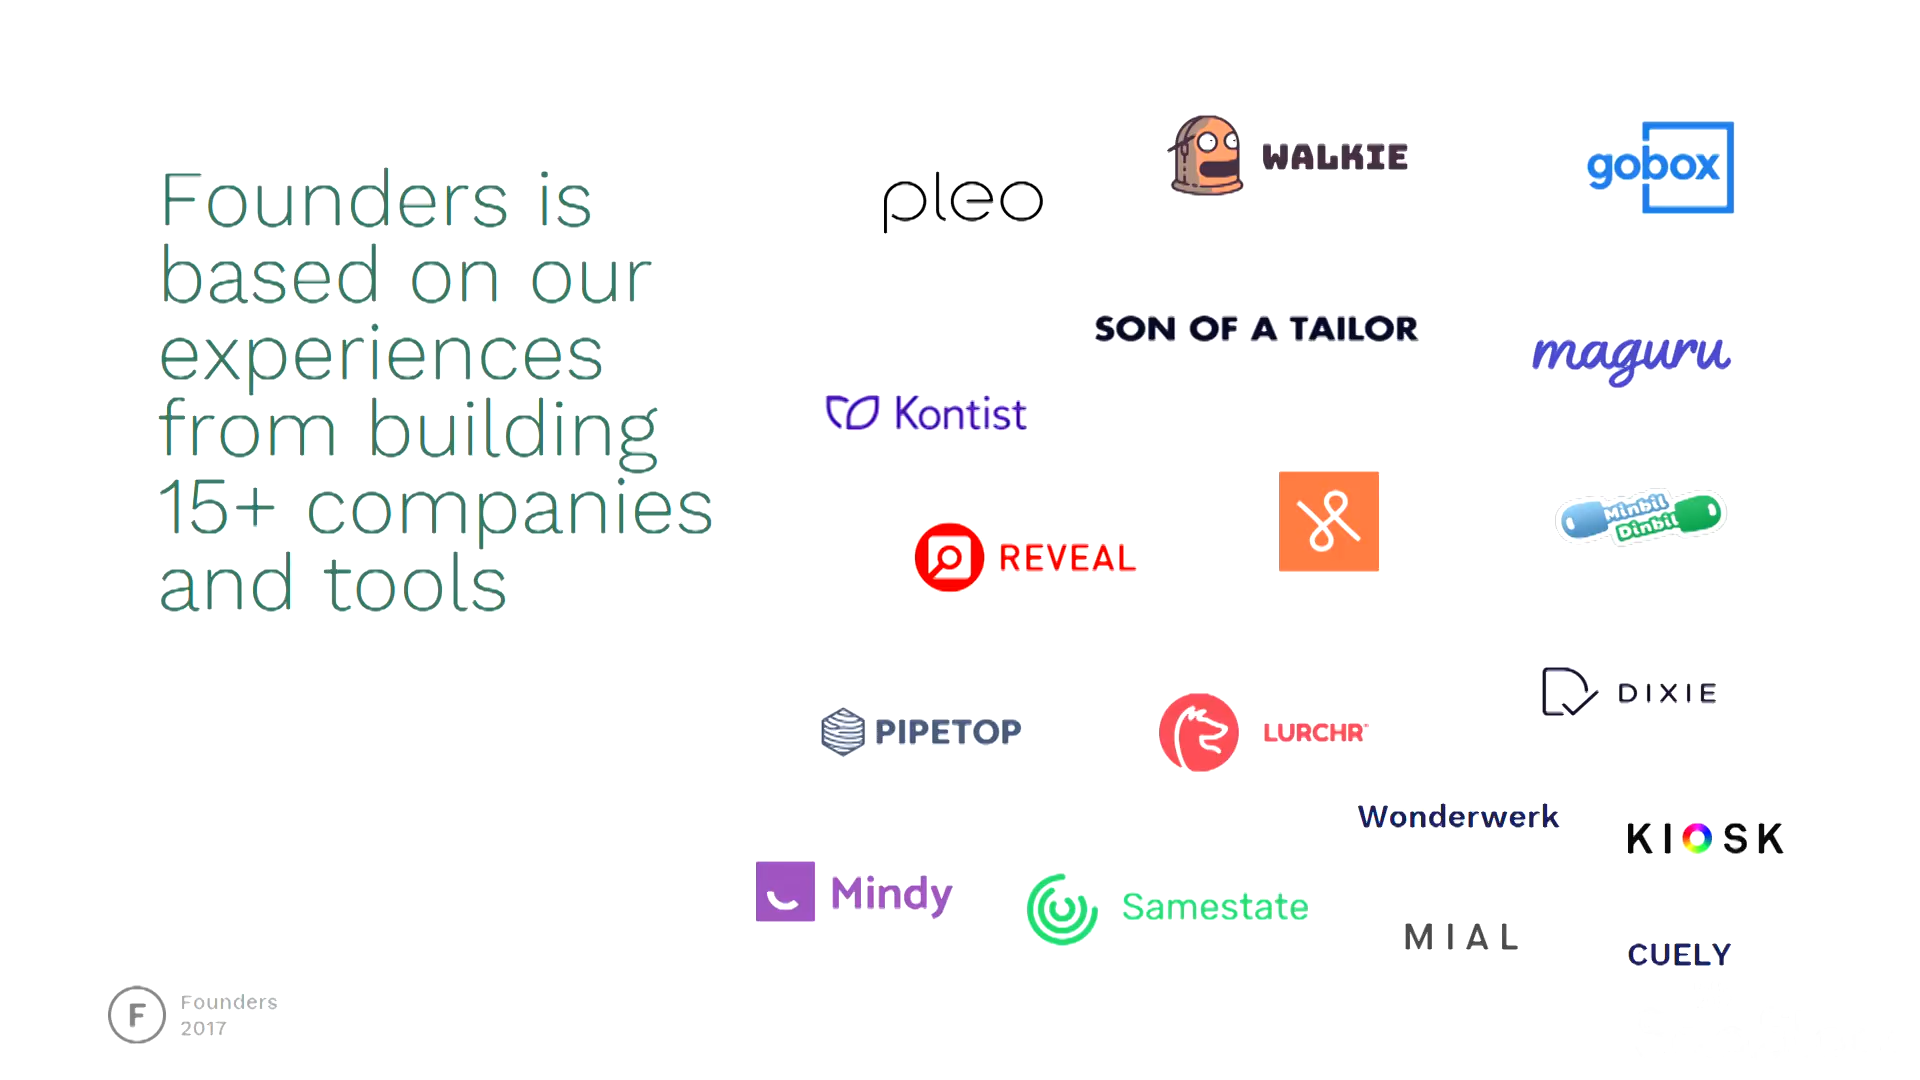 Founders is
based on our
experiences
from building
15+ companies
and tools
pleo
WALKIE
gobox
SON OF A TAILOR
maguru
Kontist
REVEAL
Minbil
Dinbil
PIPETOP
LURCHR
DIXIE
Wonderwerk
KIOSK
Mindy
Samestate
MIAL
CUELY
F
Founders
2017